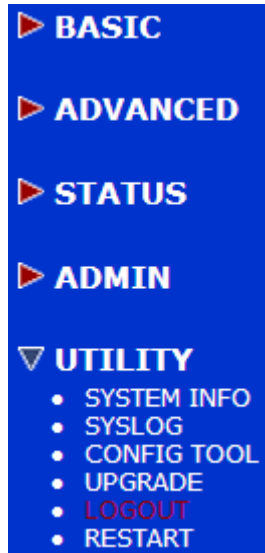 BASIC
ADVANCED
STATUS
ADMIN
UTILITY
SYSTEM INFO
SYSLOG
CONFIG TOOL
UPGRADE
LOGOUT
RESTART